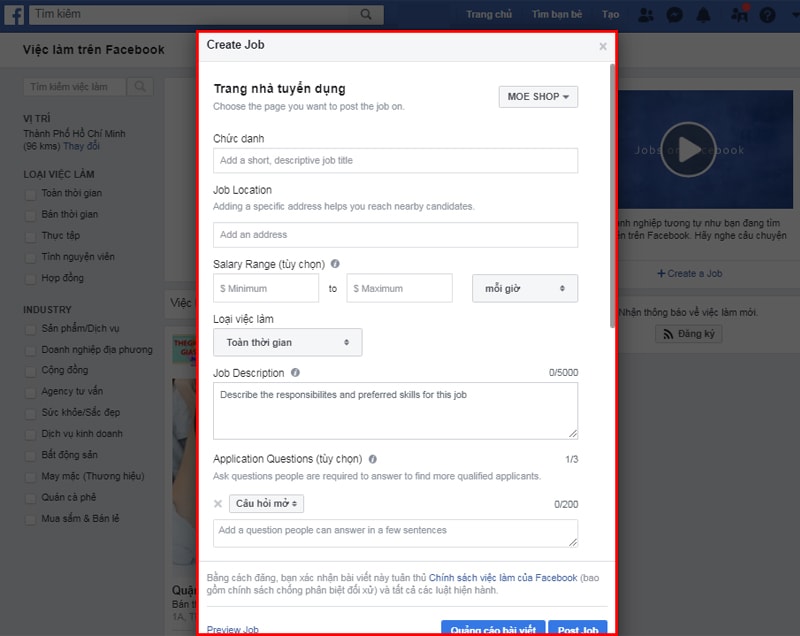 Tìm kiếm
Trang chủ
Tìm bạn bè
Tạo
Việc làm trên Facebook
Tìm kiếm việc làm
VỊ TRÍ
Thành Phố Hồ Chí Minh
(96 kms) Thay đổi
LOẠI VIỆC LÀM
Toàn thời gian
Bán thời gian
Thực tập
Tình nguyện viên
Hợp đồng
INDUSTRY
Sản phẩm/Dịch vụ
Doanh nghiệp địa phương
Cộng đồng
Agency tư vấn
Sức khỏe/Sắc đẹp
Dịch vụ kinh doanh
Bất động sản
May mặc (Thương hiệu)
Quán cà phê
Mua sắm & Bán lẻ
Việc
Quận
Bán th
Create Job
×
Trang nhà tuyển dụng
MOE SHOP
Choose the page you want to post the job on.
Chức danh
Add a short, descriptive job title
Job Location
Adding a specific address helps you reach nearby candidates.
Add an address
Salary Range (tùy chọn)
$ Minimum
to
$ Maximum
mỗi giờ
Loại việc làm
Toàn thời gian
Job Description
0/5000
Describe the responsibilites and preferred skills for this job
Application Questions (tùy chọn)
1/3
Ask questions people are required to answer to find more qualified applicants.
Câu hỏi mở
0/200
Add a question people can answer in a few sentences
Bằng cách đăng, bạn xác nhận bài viết này tuân thủ Chính sách việc làm của Facebook (bao
gồm chính sách chống phân biệt đối xử) và tất cả các luật hiện hành.
Preview Job
Quảng cáo bài viết
Post Job
Jobs on Facebook
nh nghiệp tương tự như bạn đang tìm
ên trên Facebook. Hãy nghe câu chuyện
+ Create a Job
Nhận thông báo về việc làm mới.
Đăng ký